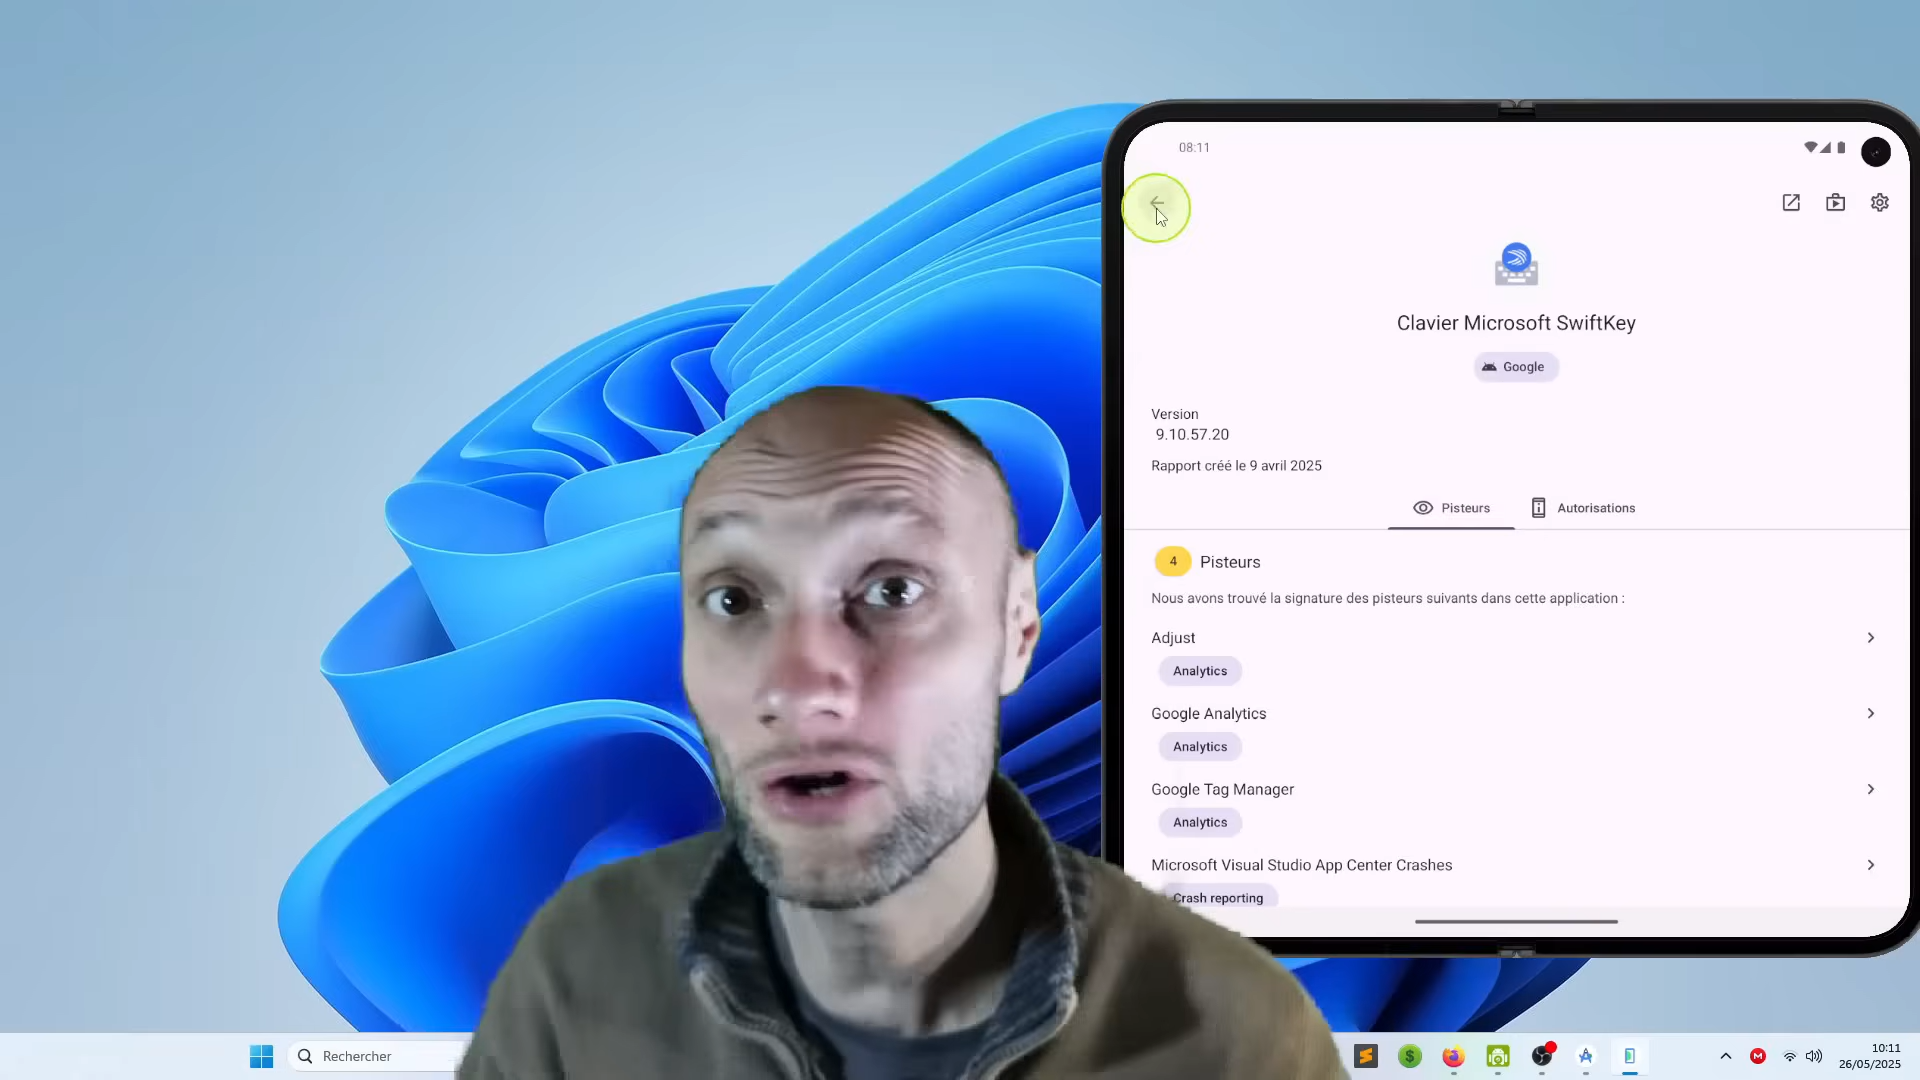 08:11
Clavier Microsoft SwiftKey
Google
Version
9.10.57.20
Rapport créé le 9 avril 2025
Pisteurs
Autorisations
4 Pisteurs
Nous avons trouvé la signature des pisteurs suivants dans cette application :
Adjust
Analytics
Google Analytics
Analytics
Google Tag Manager
Analytics
Microsoft Visual Studio App Center Crashes
Crash reporting
Rechercher
10:11
26/05/2025